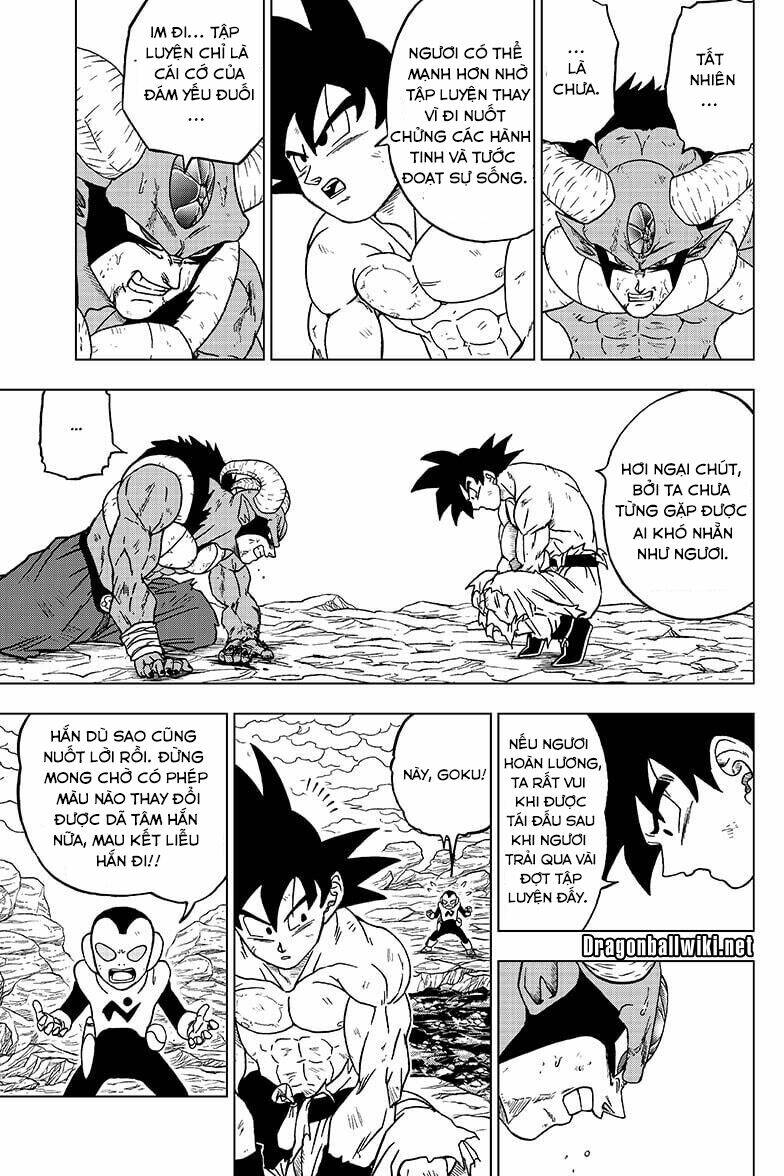 TẤT
NHIÊN
...
...
LÀ
CHƯA.
NGƯƠI CÓ THỂ
MẠNH HƠN NHỜ
TẬP LUYỆN THAY
VÌ ĐI NUỐT
CHỬNG CÁC HÀNH
TINH VÀ TƯỚC
ĐOẠT SỰ SỐNG.
IM ĐI... TẬP
LUYỆN CHỈ LÀ
CÁI CỚ CỦA
ĐÁM YẾU ĐUỐI
...
HƠI NGẠI CHÚT,
BỞI TA CHƯA
TỪNG GẶP ĐƯỢC
AI KHÓ NHẰN
NHƯ NGƯƠI.
...
NẾU NGƯƠI
HOÀN LƯƠNG,
TA RẤT VUI
KHI ĐƯỢC
TÁI ĐẤU SAU
KHI NGƯƠI
TRẢI QUA VÀI
ĐỢT TẬP
LUYỆN ĐẤY.
Dragonballwiki.net
NÀY, GOKU!
HẮN DÙ SAO CŨNG
NUỐT LỜI RỒI. ĐỪNG
MONG CHỜ CÓ PHÉP
MÀU NÀO THAY ĐỔI
ĐƯỢC DÃ TÂM HẮN
NỮA, MAU KẾT LIỄU
HẮN ĐI!!